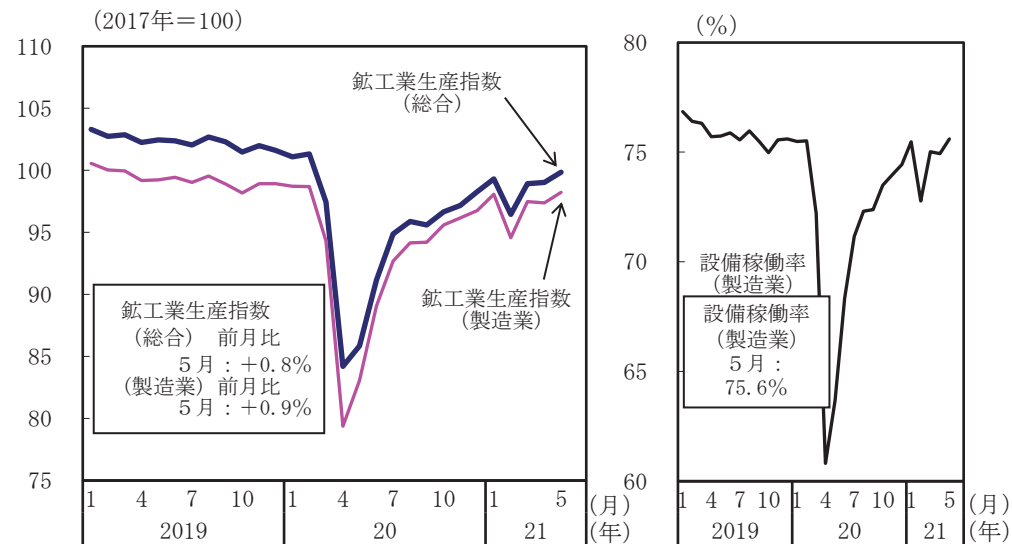 （2017年＝100）
110
105
100
95
90
85
80
75
鉱工業生産指数
（総合）
鉱工業生産指数
（製造業）
鉱工業生産指数
（総合） 前月比
５月：＋0.8％
（製造業）前月比
５月：＋0.9％
1 4 7 10 1 4 7 10 1 5 （月）
2019 20 21 （年）
（％）
80
75
70
65
60
設備稼働率
（製造業）
設備稼働率
（製造業）
５月：
75.6％
1 4 7 10 1 4 7 10 1 5 （月）
2019 20 21 （年）